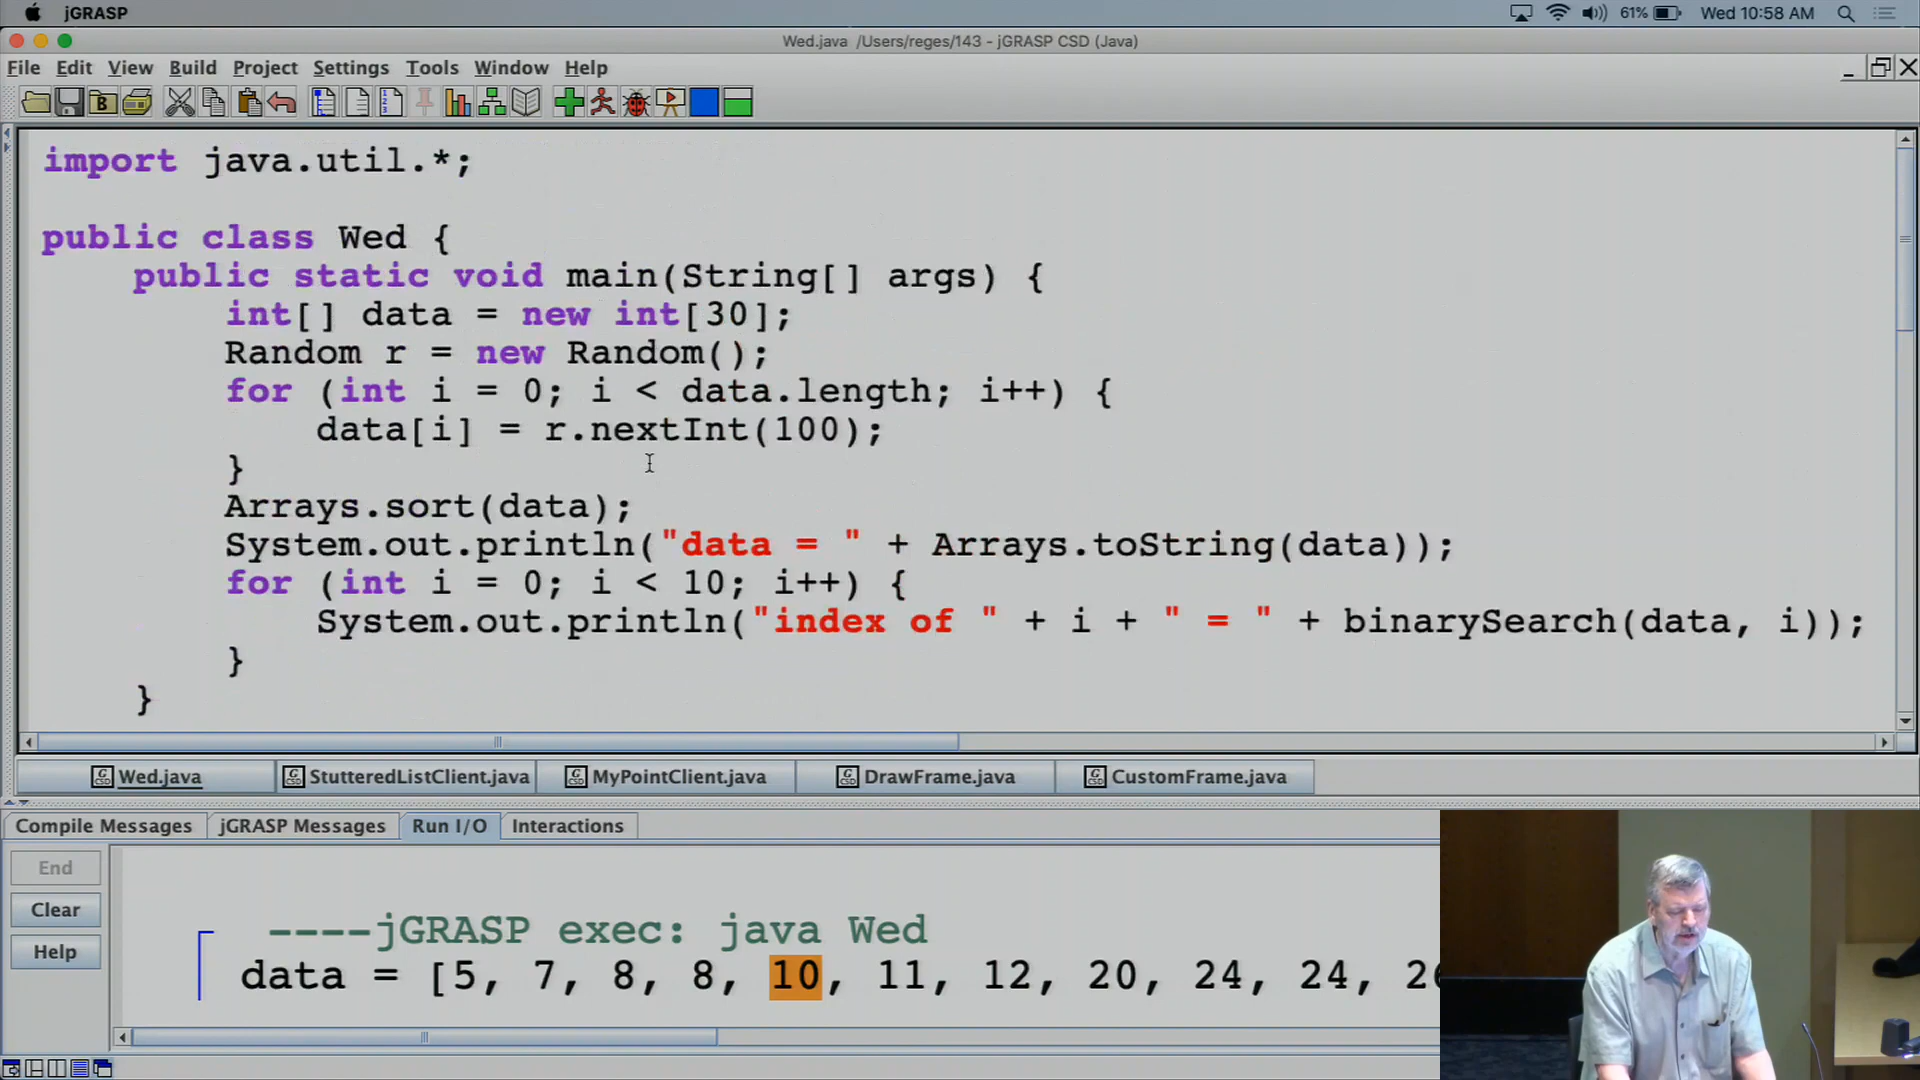 jGRASP
61% Wed 10:58 AM
Wed.java /Users/reges/143 - jGRASP CSD (Java)
File Edit View Build Project Settings Tools Window Help
import java.util.*;
public class Wed {
public static void main(String[] args) {
int[] data = new int[30];
Random r = new Random();
for (int i = 0; i < data.length; i++) {
data[i] = r.nextInt(100);
}
Arrays.sort(data);
System.out.println("data = " + Arrays.toString(data));
for (int i = 0; i < 10; i++) {
System.out.println("index of " + i + " = " + binarySearch(data, i));
}
}
Wed.java StutteredListClient.java MyPointClient.java DrawFrame.java CustomFrame.java
Compile Messages jGRASP Messages Run I/O Interactions
End
Clear
Help
----jGRASP exec: java Wed
data = [5, 7, 8, 8, 10, 11, 12, 20, 24, 24,